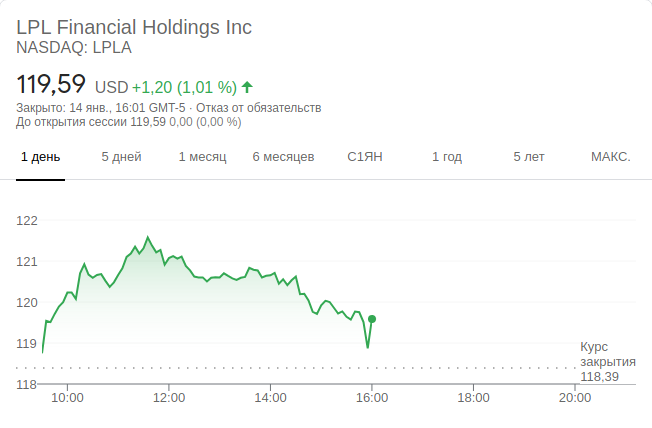 LPL Financial Holdings Inc
NASDAQ: LPLA
119,59 USD +1,20 (1,01 %)
Закрыто: 14 янв., 16:01 GMT-5 · Отказ от обязательств
До открытия сессии 119,59 0,00 (0,00 %)
1 день 5 дней 1 месяц 6 месяцев С1ЯН 1 год 5 лет МАКС.
122
121
120
119
Курс
закрытия
118,39
118
10:00 12:00 14:00 16:00 18:00 20:00